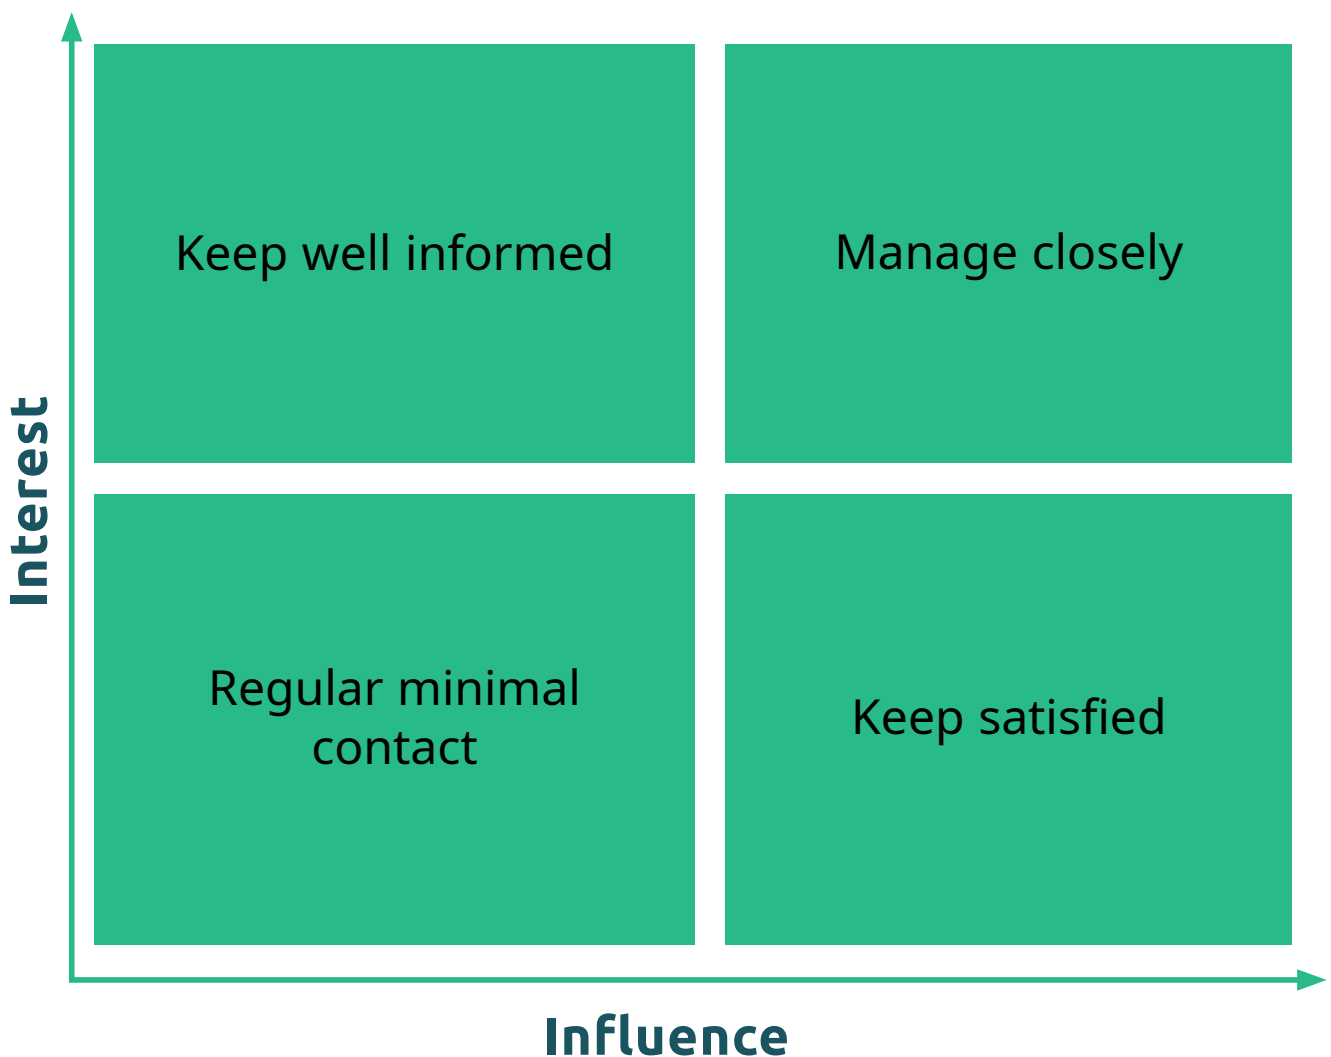 Keep well informed
Manage closely
Interest
Regular minimal
contact
Keep satisfied
Influence